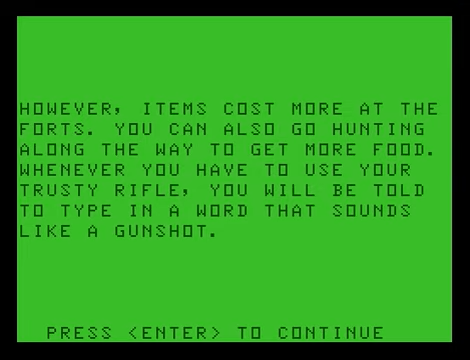 HOWEVER, ITEMS COST MORE AT THE
FORTS. YOU CAN ALSO GO HUNTING
ALONG THE WAY TO GET MORE FOOD.
WHENEVER YOU HAVE TO USE YOUR
TRUSTY RIFLE, YOU WILL BE TOLD
TO TYPE IN A WORD THAT SOUNDS
LIKE A GUNSHOT.
PRESS <ENTER> TO CONTINUE